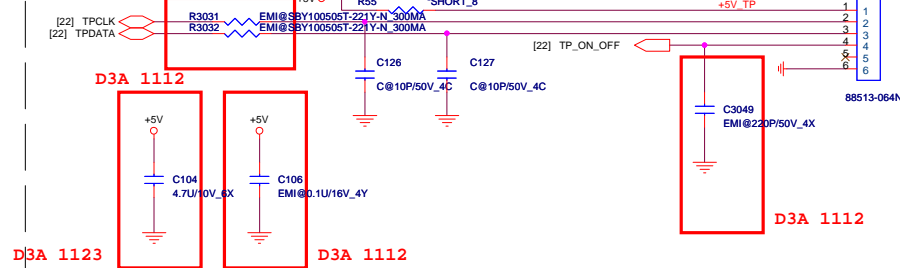 R55 *SHORT_8 +5V_TP
[22] TPCLK R3031 EMI@SBY100505T-221Y-N_300MA
[22] TPDATA R3032 EMI@SBY100505T-221Y-N_300MA
1 1
2 2
3 3
4 4
5 5
6 6
[22] TP_ON_OFF
88513-064N
D3A 1112
C126
C@10P/50V_4C
C127
C@10P/50V_4C
C3049
EMI@220P/50V_4X
D3A 1112
+5V
C104
4.7U/10V_6X
+5V
C106
EMI@0.1U/16V_4Y
D3A 1123
D3A 1112